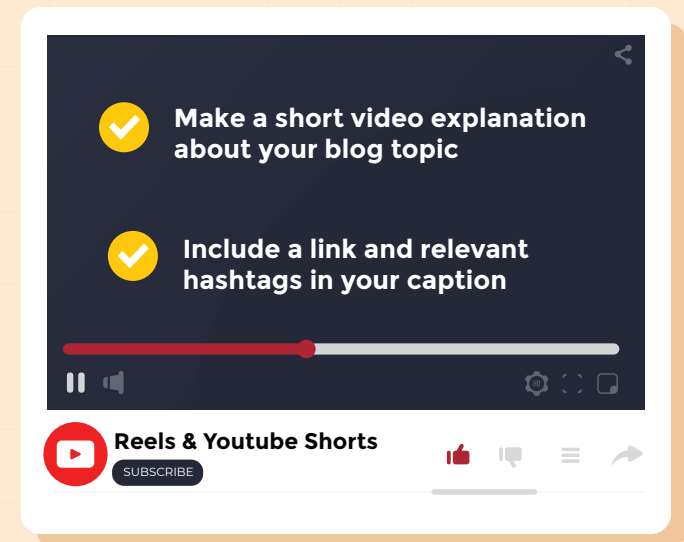 Make a short video explanation
about your blog topic
Include a link and relevant
hashtags in your caption
HD
Reels & Youtube Shorts
SUBSCRIBE